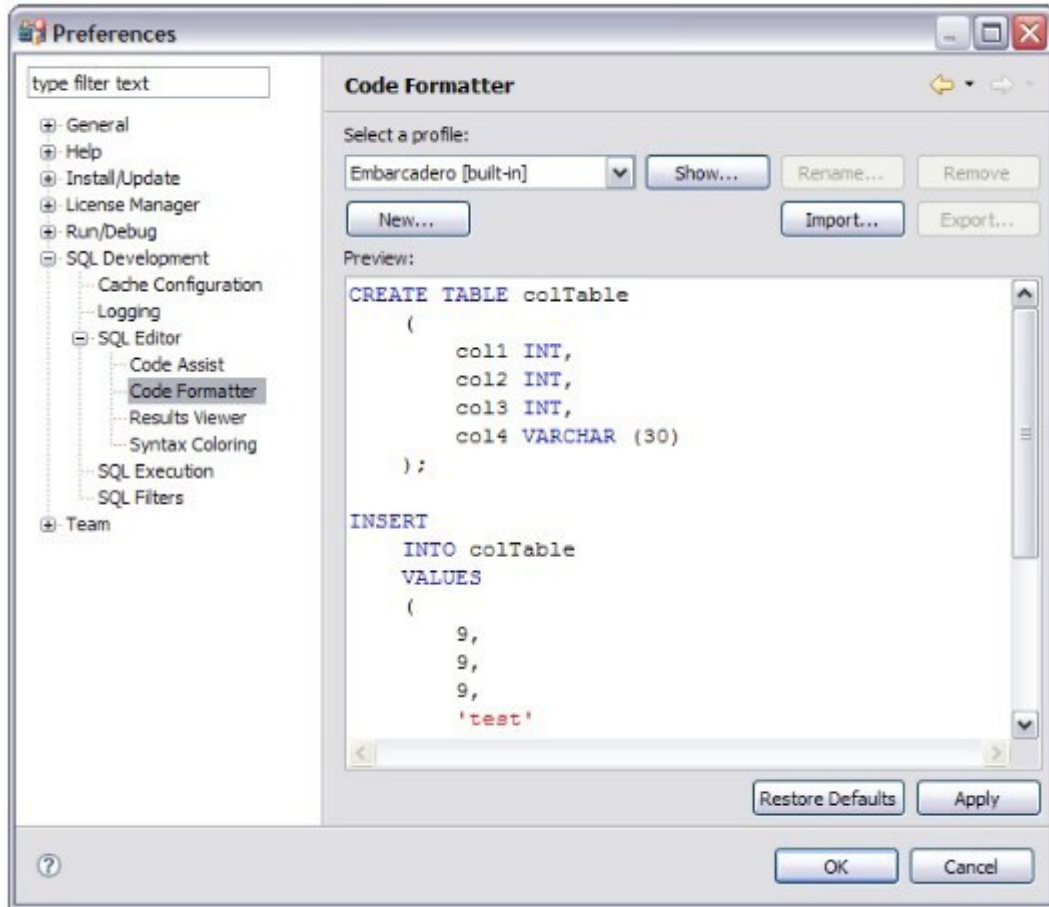 Preferences
type filter text
General
Help
Install/Update
License Manager
Run/Debug
SQL Development
Cache Configuration
Logging
SQL Editor
Code Assist
Code Formatter
Results Viewer
Syntax Coloring
SQL Execution
SQL Filters
Team
Code Formatter
Select a profile:
Embarcadero [built-in] Show... Rename... Remove
New... Import... Export...
Preview:
CREATE TABLE colTable
(
col1 INT,
col2 INT,
col3 INT,
col4 VARCHAR (30)
);
INSERT
INTO colTable
VALUES
(
9,
9,
9,
'test'
Restore Defaults Apply
? OK Cancel